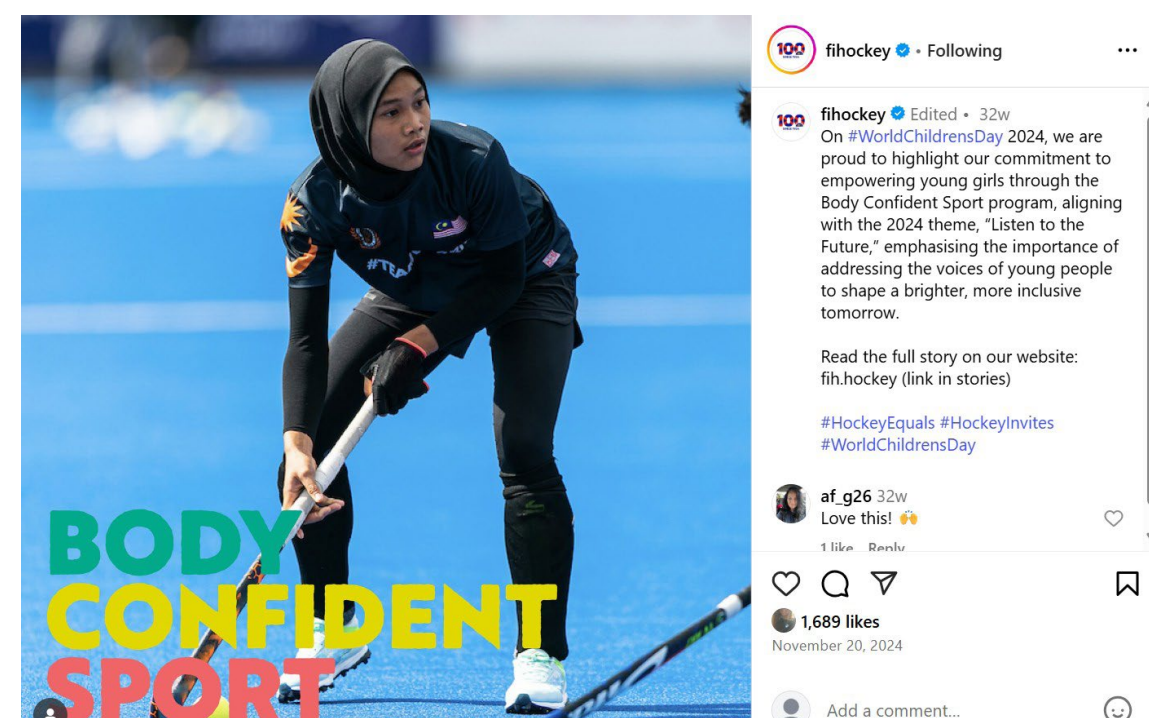 #TEA
BODY
CONFIDENT
SPORT
100
fihockey • Following
100
fihockey Edited • 32w
On #WorldChildrensDay 2024, we are
proud to highlight our commitment to
empowering young girls through the
Body Confident Sport program, aligning
with the 2024 theme, “Listen to the
Future,” emphasising the importance of
addressing the voices of young people
to shape a brighter, more inclusive
tomorrow.
Read the full story on our website:
fih.hockey (link in stories)
#HockeyEquals #HockeyInvites
#WorldChildrensDay
af_g26 32w
Love this! 🙌
1 like Reply
1,689 likes
November 20, 2024
Add a comment...